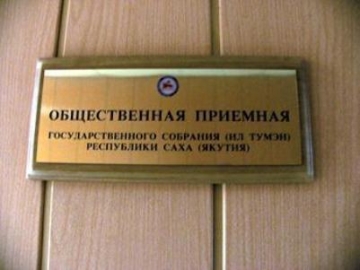 ОБЩЕСТВЕННАЯ ПРИЕМНАЯ
ГОСУДАРСТВЕННОГО СОБРАНИЯ (ИЛ ТУМЭН)
РЕСПУБЛИКИ САХА (ЯКУТИЯ)